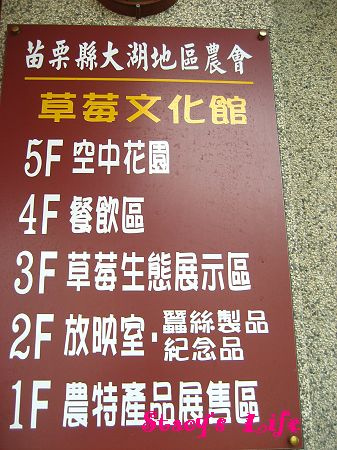 苗栗縣大湖地區農會
草莓文化館
5F 空中花園
4F 餐飲區
3F 草莓生態展示區
2F 放映室·蠶絲製品紀念品
1F 農特產品展售區
Stacy's Life